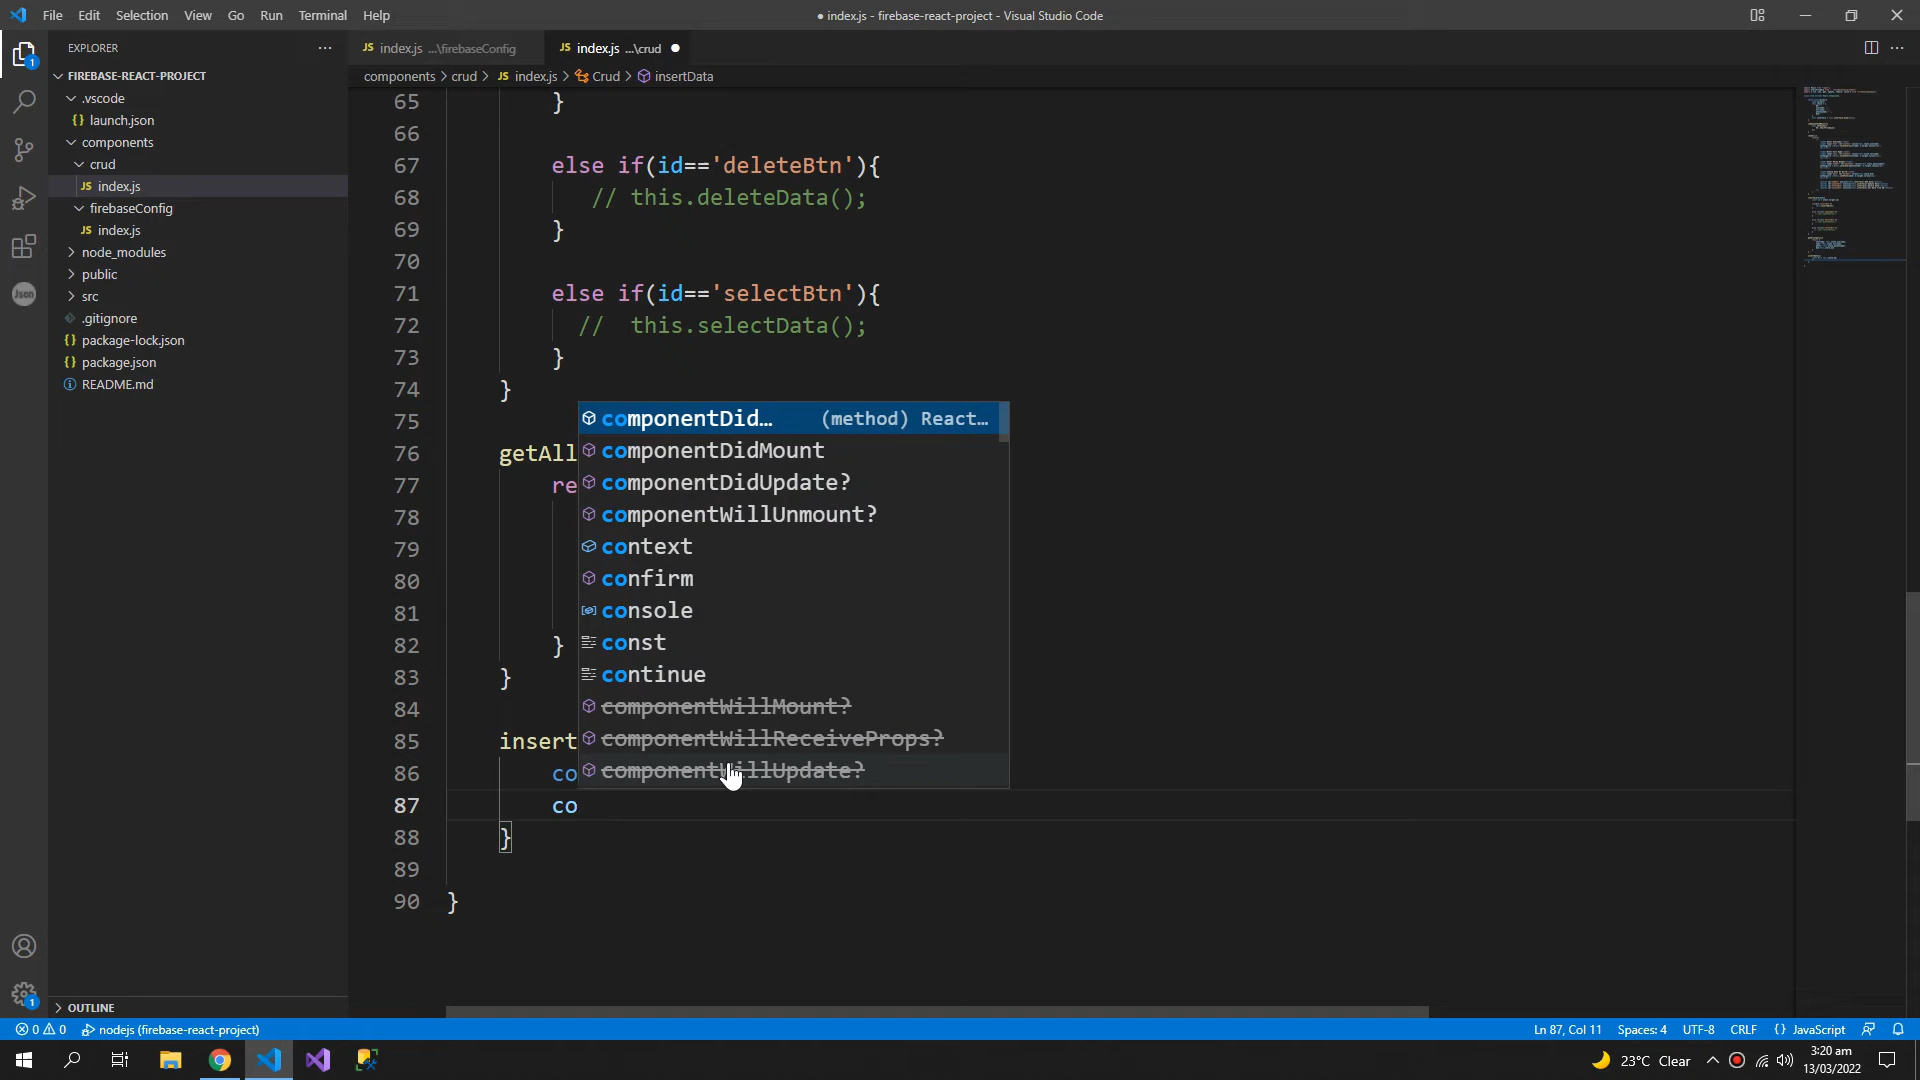 File Edit Selection View Go Run Terminal Help
● index.js - firebase-react-project - Visual Studio Code
EXPLORER
FIREBASE-REACT-PROJECT
.vscode
launch.json
components
crud
index.js
firebaseConfig
index.js
node_modules
public
src
.gitignore
package-lock.json
package.json
README.md
OUTLINE
Json
JS index.js ...\firebaseConfig
JS index.js ...\crud
components > crud > JS index.js > Crud > insertData
65 }
66
67 else if(id=='deleteBtn'){
68 // this.deleteData();
69 }
70
71 else if(id=='selectBtn'){
72 // this.selectData();
73 }
74 }
75
76 getAll
77 re
78
79
80
81
82 }
83 }
84
85 insert
86 co
87 co
88 }
89
90 }
componentDid… (method) React…
componentDidMount
componentDidUpdate?
componentWillUnmount?
context
confirm
console
const
continue
componentWillMount?
componentWillReceiveProps?
componentWillUpdate?
0 0 nodejs (firebase-react-project)
Ln 87, Col 11 Spaces: 4 UTF-8 CRLF {} JavaScript
23°C Clear
3:20 am
13/03/2022